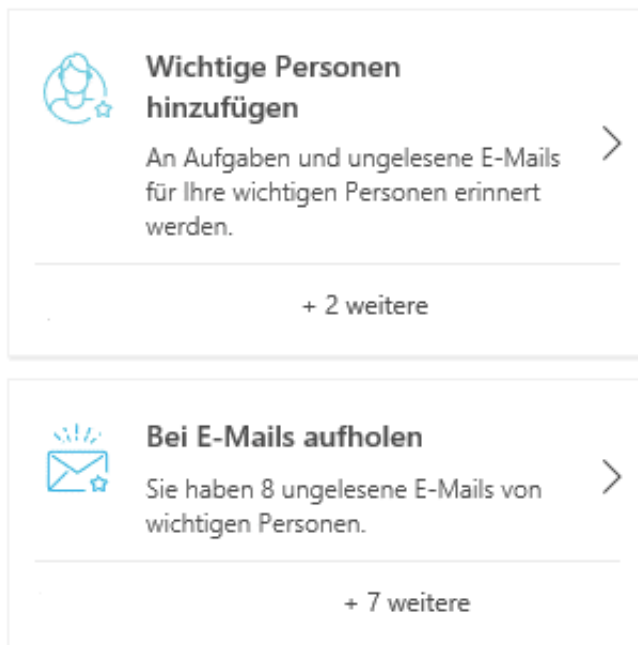 Wichtige Personen
hinzufügen
An Aufgaben und ungelesene E-Mails
für Ihre wichtigen Personen erinnert
werden.
+ 2 weitere
Bei E-Mails aufholen
Sie haben 8 ungelesene E-Mails von
wichtigen Personen.
+ 7 weitere